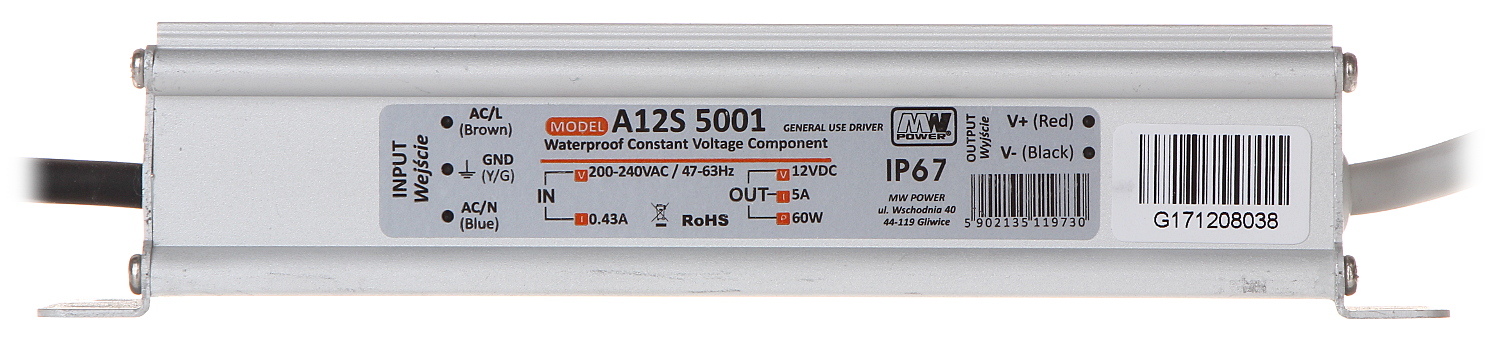 INPUT
Wejście
AC/L
(Brown)
GND
(Y/G)
AC/N
(Blue)
MODEL A12S 5001 GENERAL USE DRIVER
Waterproof Constant Voltage Component
IN
V 200-240VAC / 47-63Hz
I 0.43A
RoHS
OUT
V 12VDC
I 5A
P 60W
MW
POWER®
IP67
MW POWER
ul. Wschodnia 40
44-119 Gliwice
OUTPUT
Wyjście
V+ (Red)
V- (Black)
5 902135 119730
G171208038